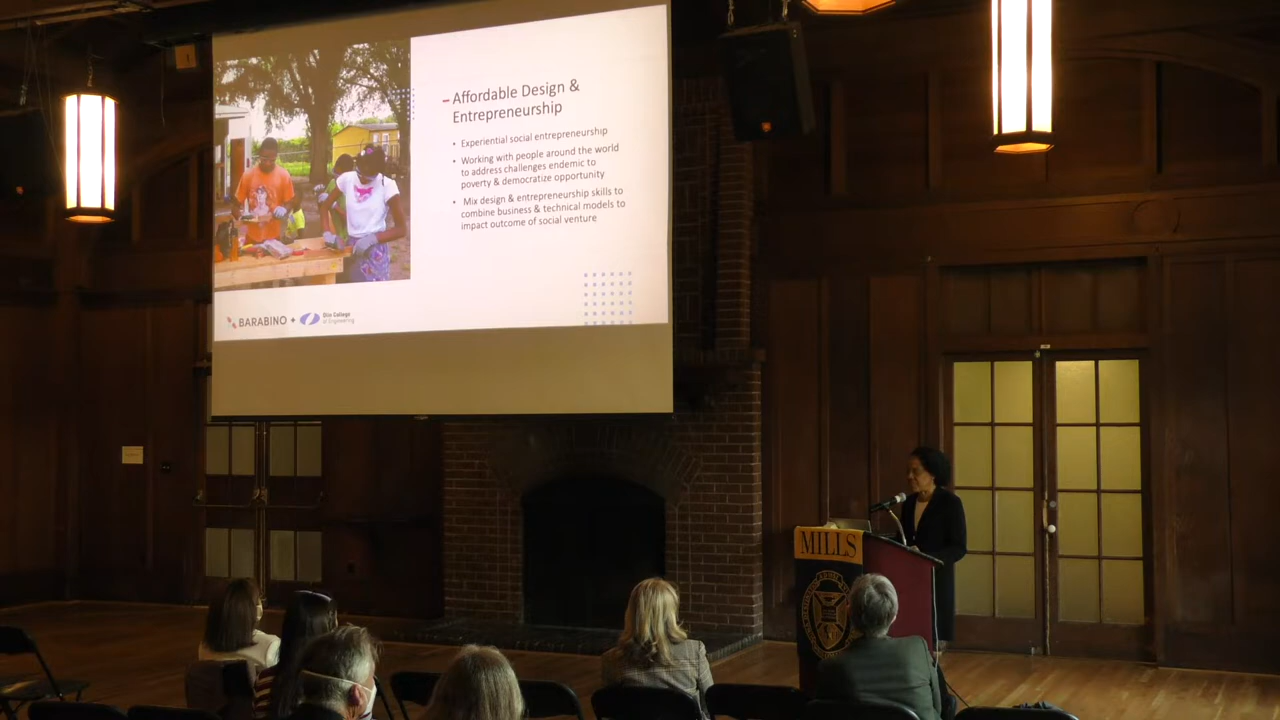 Affordable Design &
Entrepreneurship
• Experiential social entrepreneurship
• Working with people around the world
to address challenges endemic to
poverty & democratize opportunity
• Mix design & entrepreneurship skills to
combine business & technical models to
impact outcome of social venture
BARABINO + Olin College
of Engineering
MILLS